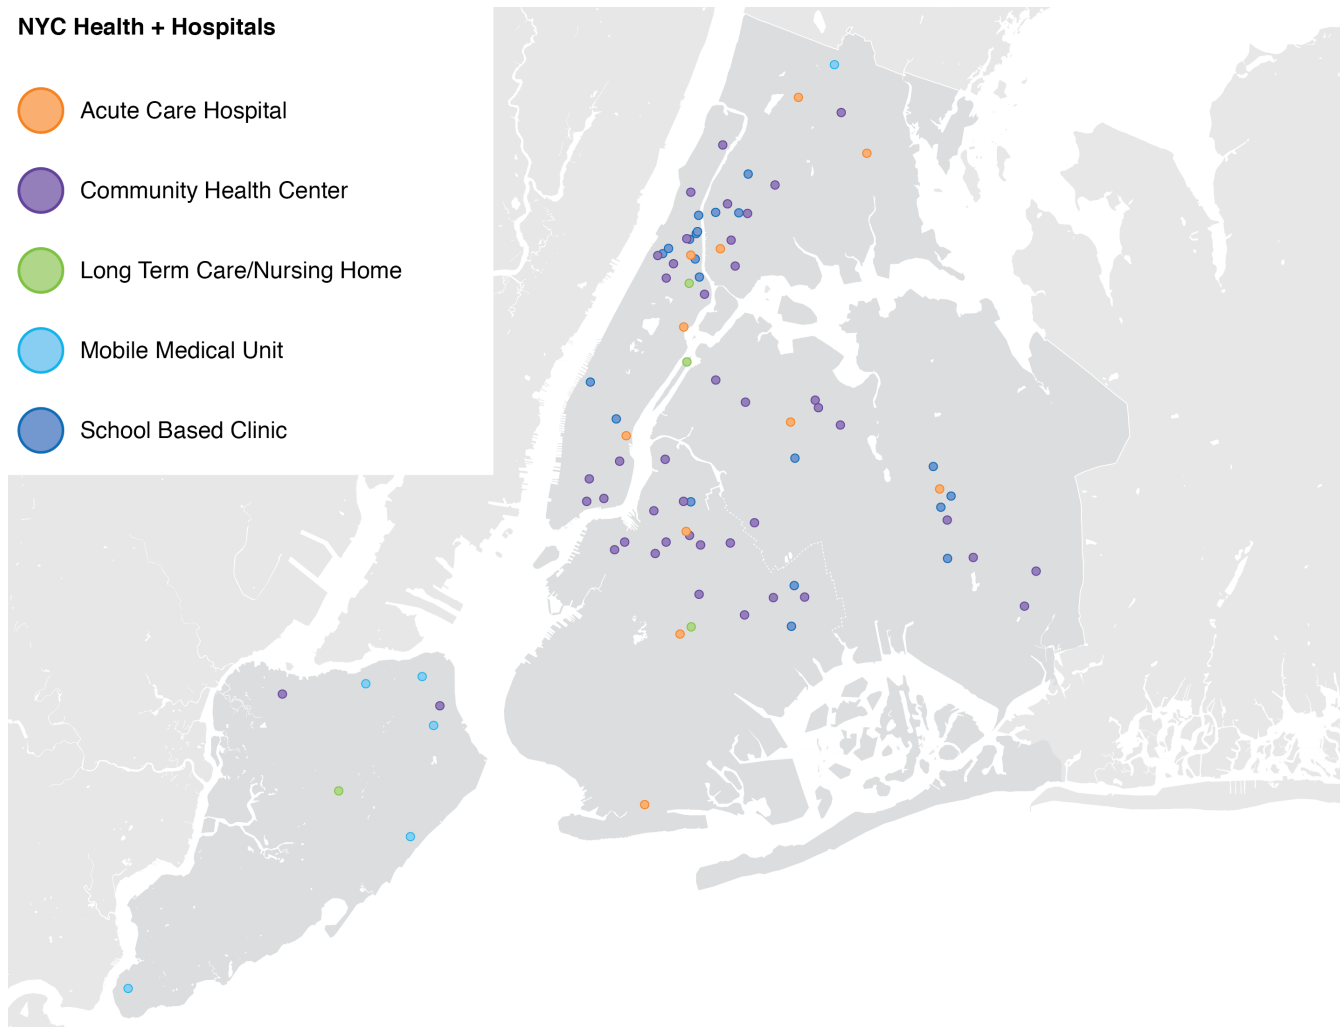 NYC Health + Hospitals
Acute Care Hospital
Community Health Center
Long Term Care/Nursing Home
Mobile Medical Unit
School Based Clinic